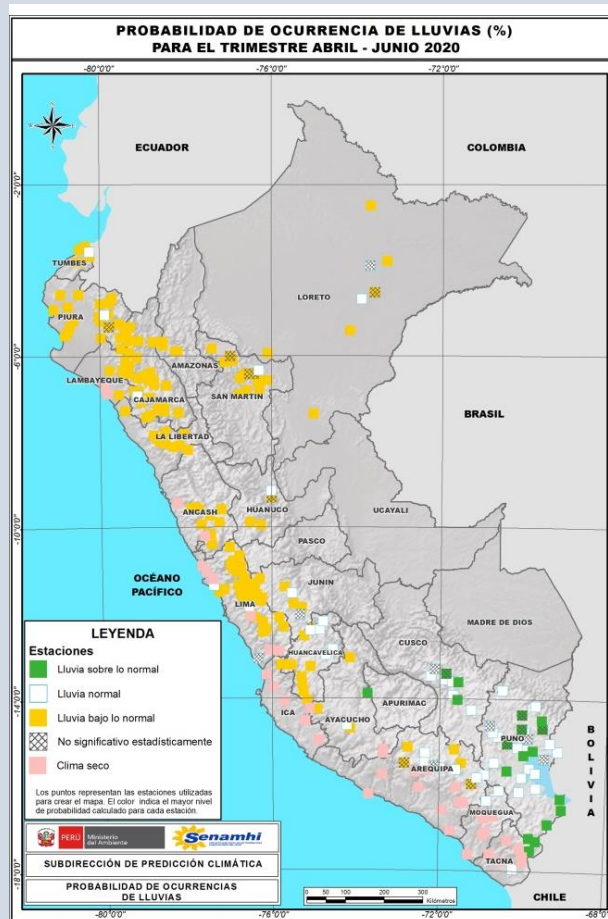 PROBABILIDAD DE OCURRENCIA DE LLUVIAS (%)
PARA EL TRIMESTRE ABRIL - JUNIO 2020
-80°0'0"
-76°0'0"
-72°0'0"
ECUADOR
COLOMBIA
-2°0'0"
TUMBES
LORETO
PIURA
-6°0'0"
AMAZONAS
LAMBAYEQUE
SAN MARTIN
CAJAMARCA
BRASIL
LA LIBERTAD
ANCASH
HUANUCO
UCAYALI
-10°0'0"
PASCO
OCÉANO
PACÍFICO
JUNIN
LIMA
MADRE DE DIOS
CUSCO
HUANCAVELICA
-14°0'0"
APURIMAC
ICA
AYACUCHO
PUNO
AREQUIPA
BOLIVIA
MOQUEGUA
TACNA
-18°0'0"
CHILE
LEYENDA
Estaciones
Lluvia sobre lo normal
Lluvia normal
Lluvia bajo lo normal
No significativo estadísticamente
Clima seco
Los puntos representan las estaciones utilizadas
para crear el mapa. El color indica el mayor nivel
de probabilidad calculado para cada estación.
PERÚ
Ministerio
del Ambiente
Senamhi
SUBDIRECCIÓN DE PREDICCIÓN CLIMÁTICA
PROBABILIDAD DE OCURRENCIAS
DE LLUVIAS
0 50 100 200 300
Kilómetros
-80°0'0"
-76°0'0"
-72°0'0"
-68°0'0"